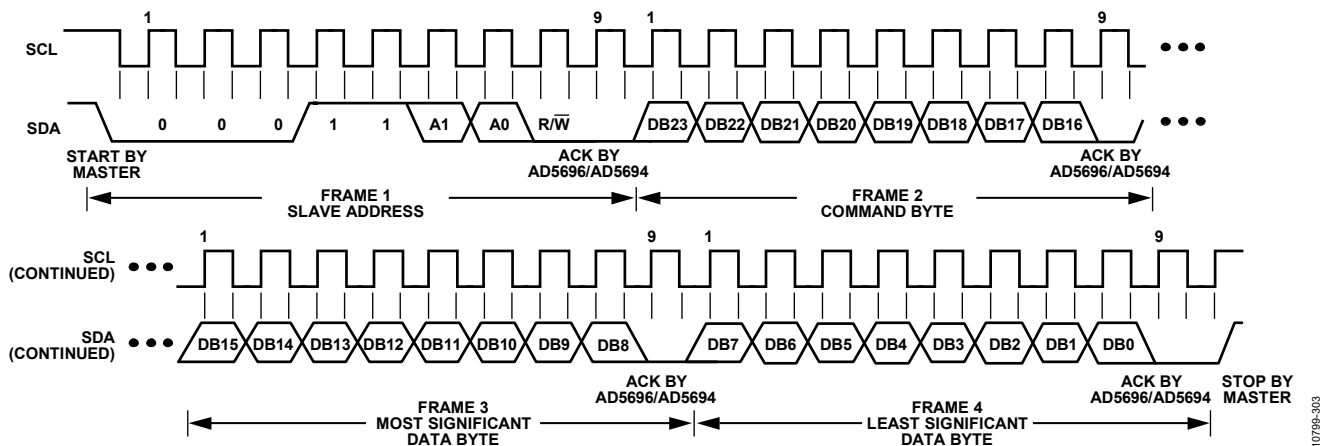 1 9 1 9
SCL
SDA 0 0 0 1 1 A1 A0 R/W̅ DB23 DB22 DB21 DB20 DB19 DB18 DB17 DB16
START BY
MASTER
ACK BY
AD5696/AD5694
ACK BY
AD5696/AD5694
FRAME 1
SLAVE ADDRESS
FRAME 2
COMMAND BYTE
1 9 1 9
SCL
(CONTINUED)
SDA
(CONTINUED)
DB15 DB14 DB13 DB12 DB11 DB10 DB9 DB8 DB7 DB6 DB5 DB4 DB3 DB2 DB1 DB0
ACK BY
AD5696/AD5694
ACK BY
AD5696/AD5694
STOP BY
MASTER
FRAME 3
MOST SIGNIFICANT
DATA BYTE
FRAME 4
LEAST SIGNIFICANT
DATA BYTE
10799-303